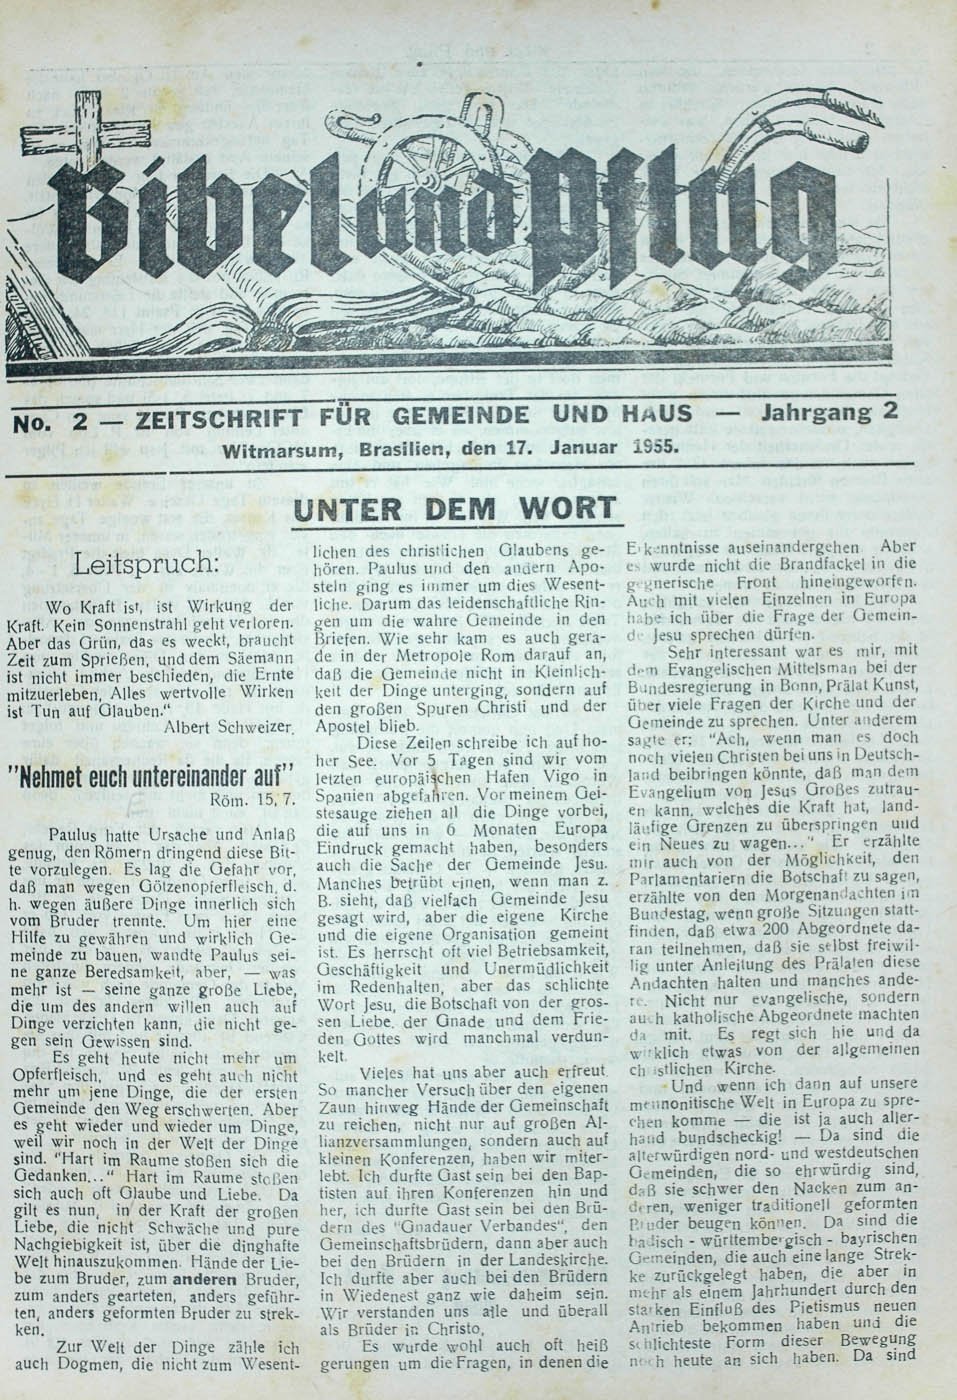 Bibel und Pflug
No. 2 — ZEITSCHRIFT FÜR GEMEINDE UND HAUS — Jahrgang 2
Witmarsum, Brasilien, den 17. Januar 1955.
UNTER DEM WORT
Leitspruch:
Wo Kraft ist, ist Wirkung der
Kraft. Kein Sonnenstrahl geht verloren.
Aber das Grün, das es weckt, braucht
Zeit zum Sprießen, und dem Säemann
ist nicht immer beschieden, die Ernte
mitzuerleben, Alles wertvolle Wirken
ist Tun auf Glauben.“
Albert Schweizer.
"Nehmet euch untereinander auf"
Röm. 15, 7.
Paulus hatte Ursache und Anlaß
genug, den Römern dringend diese Bit-
te vorzulegen. Es lag die Gefahr vor,
daß man wegen Götzenopferfleisch, d.
h. wegen äußere Dinge innerlich sich
vom Bruder trennte. Um hier eine
Hilfe zu gewähren und wirklich Ge-
meinde zu bauen, wandte Paulus sei-
ne ganze Beredsamkeit, aber, — was
mehr ist — seine ganze große Liebe,
die um des andern willen auch auf
Dinge verzichten kann, die nicht ge-
gen sein Gewissen sind.
Es geht heute nicht mehr um
Opferfleisch, und es geht auch nicht
mehr um jene Dinge, die der ersten
Gemeinde den Weg erschwerten. Aber
es geht wieder und wieder um Dinge,
weil wir noch in der Welt der Dinge
sind. "Hart im Raume stoßen sich die
Gedanken..." Hart im Raume stoßen
sich auch oft Glaube und Liebe. Da
gilt es nun, in der Kraft der großen
Liebe, die nicht Schwäche und pure
Nachgiebigkeit ist, über die dinghafte
Welt hinauszukommen. Hände der Lie-
be zum Bruder, zum anderen Bruder,
zum anders gearteten, anders geführ-
ten, anders geformten Bruder zu strek-
ken.
Zur Welt der Dinge zähle ich
auch Dogmen, die nicht zum Wesent-
lichen des christlichen Glaubens ge-
hören. Paulus und den andern Apo-
steln ging es immer um dies Wesent-
liche. Darum das leidenschaftliche Rin-
gen um die wahre Gemeinde in den
Briefen. Wie sehr kam es auch gera-
de in der Metropole Rom darauf an,
daß die Gemeinde nicht in Kleinlich-
keit der Dinge unterging, sondern auf
den großen Spuren Christi und der
Apostel blieb.
Diese Zeilen schreibe ich auf ho-
her See. Vor 5 Tagen sind wir vom
letzten europäischen Hafen Vigo in
Spanien abgefahren. Vor meinem Gei-
stesauge ziehen all die Dinge vorbei,
die auf uns in 6 Monaten Europa
Eindruck gemacht haben, besonders
auch die Sache der Gemeinde Jesu.
Manches betrübt einen, wenn man z.
B. sieht, daß vielfach Gemeinde Jesu
gesagt wird, aber die eigene Kirche
und die eigene Organisation gemeint
ist. Es herrscht oft viel Betriebsamkeit,
Geschäftigkeit und Unermüdlichkeit
im Redenhalten, aber das schlichte
Wort Jesu, die Botschaft von der gros-
sen Liebe, der Gnade und dem Frie-
den Gottes wird manchmal verdun-
kelt.
Vieles hat uns aber auch erfreut.
So mancher Versuch über den eigenen
Zaun hinweg Hände der Gemeinschaft
zu reichen, nicht nur auf großen Al-
lianzversammlungen, sondern auch auf
kleinen Konferenzen, haben wir miter-
lebt. Ich durfte Gast sein bei den Bap-
tisten auf ihren Konferenzen hin und
her, ich durfte Gast sein bei den Brü-
dern des "Gnadauer Verbandes", den
Gemeinschaftsbrüdern, dann aber auch
bei den Brüdern in der Landeskirche.
Ich durfte aber auch bei den Brüdern
in Wiedenest ganz wie daheim sein.
Wir verstanden uns alle und überall
als Brüder in Christo,
Es wurde wohl auch oft heiß
gerungen um die Fragen, in denen die
Erkenntnisse auseinandergehen Aber
es wurde nicht die Brandfackel in die
gegnerische Front hineingeworfen.
Auch mit vielen Einzelnen in Europa
habe ich über die Frage der Gemein-
de Jesu sprechen dürfen.
Sehr interessant war es mir, mit
dem Evangelischen Mittelsman bei der
Bundesregierung in Bonn, Prälat Kunst,
über viele Fragen der Kirche und der
Gemeinde zu sprechen. Unter anderem
sagte er: "Ach, wenn man es doch
noch vielen Christen bei uns in Deutsch-
land beibringen könnte, daß man dem
Evangelium von Jesus Großes zutrau-
en kann, welches die Kraft hat, land-
läufige Grenzen zu überspringen und
ein Neues zu wagen..." Er erzählte
mir auch von der Möglichkeit, den
Parlamentariern die Botschaft zu sagen,
erzählte von den Morgenandachten im
Bundestag, wenn große Sitzungen statt-
finden, daß etwa 200 Abgeordnete da-
ran teilnehmen, daß sie selbst freiwil-
lig unter Anleitung des Prälaten diese
Andachten halten und manches ande-
re. Nicht nur evangelische, sondern
auch katholische Abgeordnete machten
da mit. Es regt sich hie und da
wirklich etwas von der allgemeinen
christlichen Kirche.
Und wenn ich dann auf unsere
mennonitische Welt in Europa zu spre-
chen komme — die ist ja auch aller-
hand bundscheckig! — Da sind die
altenwürdigen nord- und westdeutschen
Gemeinden, die so ehrwürdig sind,
daß sie schwer den Nacken zum an-
deren, weniger traditionell geformten
Bruder beugen können. Da sind die
badisch - württembergisch - bayrischen
Gemeinden, die auch eine lange Strek-
ke zurückgelegt haben, die aber in
mehr als einem Jahrhundert durch den
starken Einfluß des Pietismus neuen
Antrieb bekommen haben und die
schlichteste Form dieser Bewegung
noch heute an sich haben. Da sind